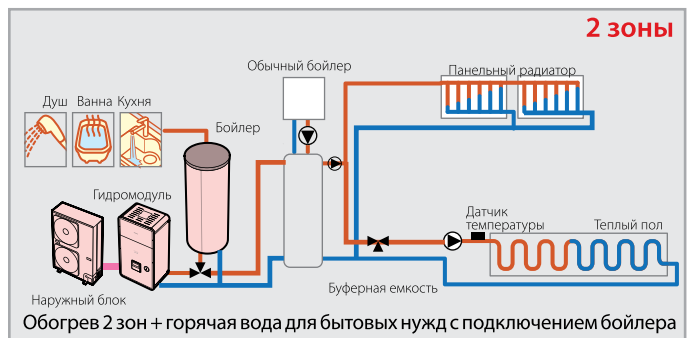 2 зоны
Обычный бойлер
Панельный радиатор
Душ Ванна Кухня
Бойлер
Гидромодуль
Датчик
температуры
Теплый пол
Наружный блок
Буферная емкость
Обогрев 2 зон + горячая вода для бытовых нужд с подключением бойлера